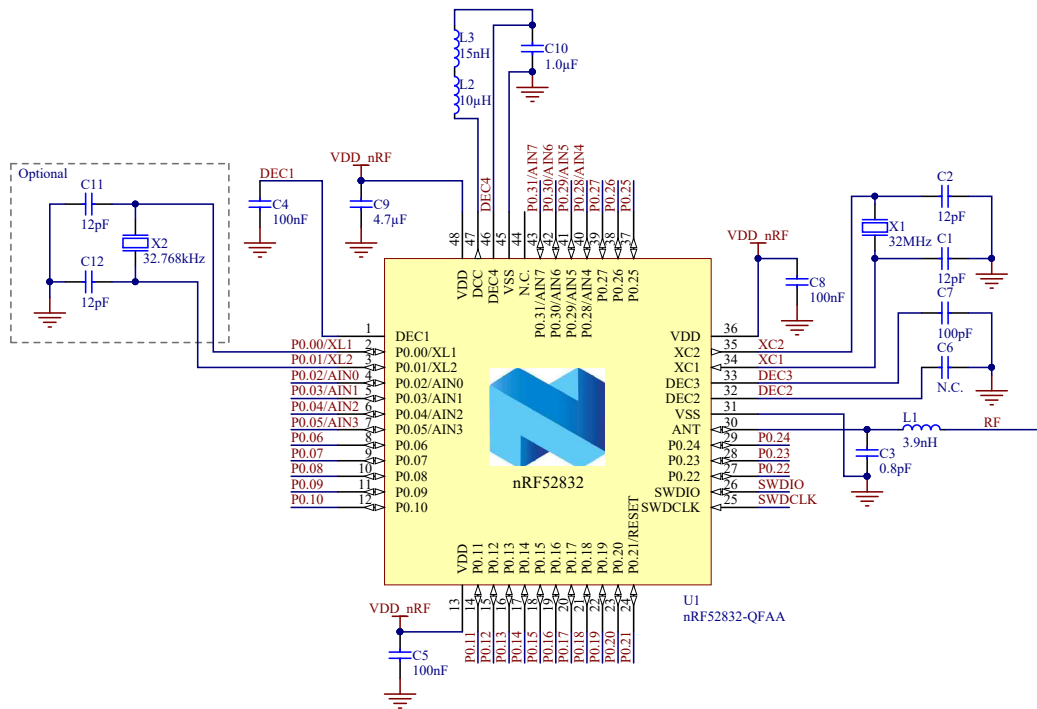 L3
15nH
L2
10µH
C10
1.0µF
DEC4
P0.31/AIN7
P0.30/AIN6
P0.29/AIN5
P0.28/AIN4
P0.27
P0.26
P0.25
Optional
C11
12pF
X2
32.768kHz
C12
12pF
DEC1
C4
100nF
VDD_nRF
C9
4.7µF
48
47
46
45
44
43
42
41
40
39
38
37
VDD
DCC
DEC4
VSS
N.C.
P0.31/AIN7
P0.30/AIN6
P0.29/AIN5
P0.28/AIN4
P0.27
P0.26
P0.25
VDD_nRF
C8
100nF
C2
12pF
X1
32MHz
C1
12pF
C7
100pF
C6
N.C.
1 DEC1
P0.00/XL1 2 P0.00/XL1
P0.01/XL2 3 P0.01/XL2
P0.02/AIN0 4 P0.02/AIN0
P0.03/AIN1 5 P0.03/AIN1
P0.04/AIN2 6 P0.04/AIN2
P0.05/AIN3 7 P0.05/AIN3
P0.06 8 P0.06
P0.07 9 P0.07
P0.08 10 P0.08
P0.09 11 P0.09
P0.10 12 P0.10
nRF52832
VDD 36
XC2 35 XC2
XC1 34 XC1
DEC3 33 DEC3
DEC2 32 DEC2
VSS 31
ANT 30
P0.24 29 P0.24
P0.23 28 P0.23
P0.22 27 P0.22
SWDIO 26 SWDIO
SWDCLK 25 SWDCLK
L1
3.9nH
RF
C3
0.8pF
VDD
P0.11
P0.12
P0.13
P0.14
P0.15
P0.16
P0.17
P0.18
P0.19
P0.20
P0.21/RESET
13
14
15
16
17
18
19
20
21
22
23
24
U1
nRF52832-QFAA
VDD_nRF
C5
100nF
P0.11
P0.12
P0.13
P0.14
P0.15
P0.16
P0.17
P0.18
P0.19
P0.20
P0.21